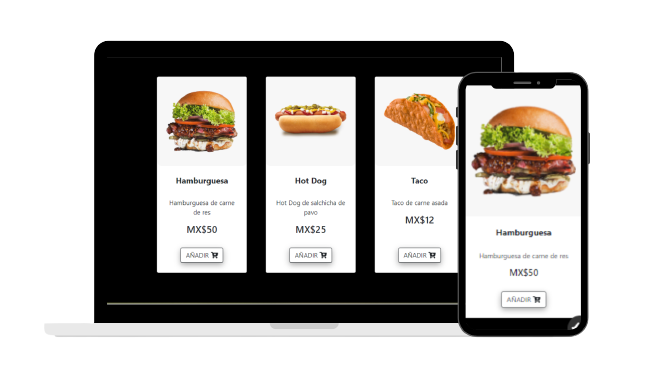 Hamburguesa
Hamburguesa de carne
de res
MX$50
AÑADIR
Hot Dog
Hot Dog de salchicha de
pavo
MX$25
AÑADIR
Taco
Taco de carne asada
MX$12
AÑADIR
Hamburguesa
Hamburguesa de carne de res
MX$50
AÑADIR